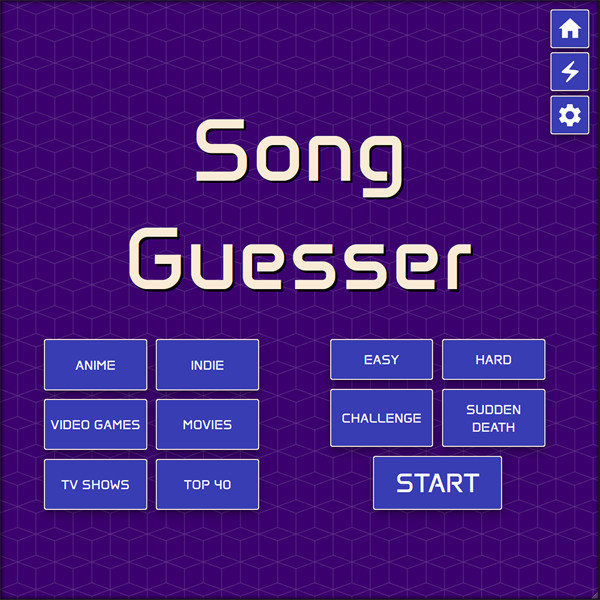 Song
Guesser
ANIME
INDIE
VIDEO GAMES
MOVIES
TV SHOWS
TOP 40
EASY
HARD
CHALLENGE
SUDDEN
DEATH
START